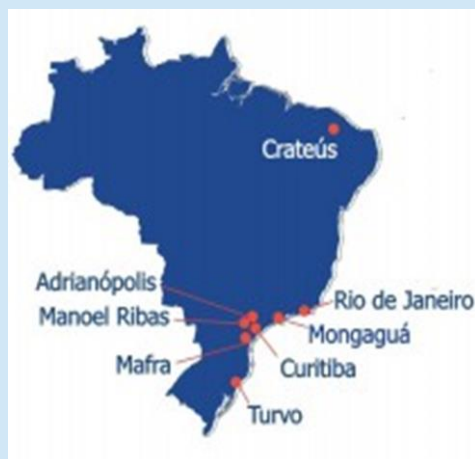 Crateús
Adrianópolis
Rio de Janeiro
Manoel Ribas
Mongaguá
Mafra
Curitiba
Turvo